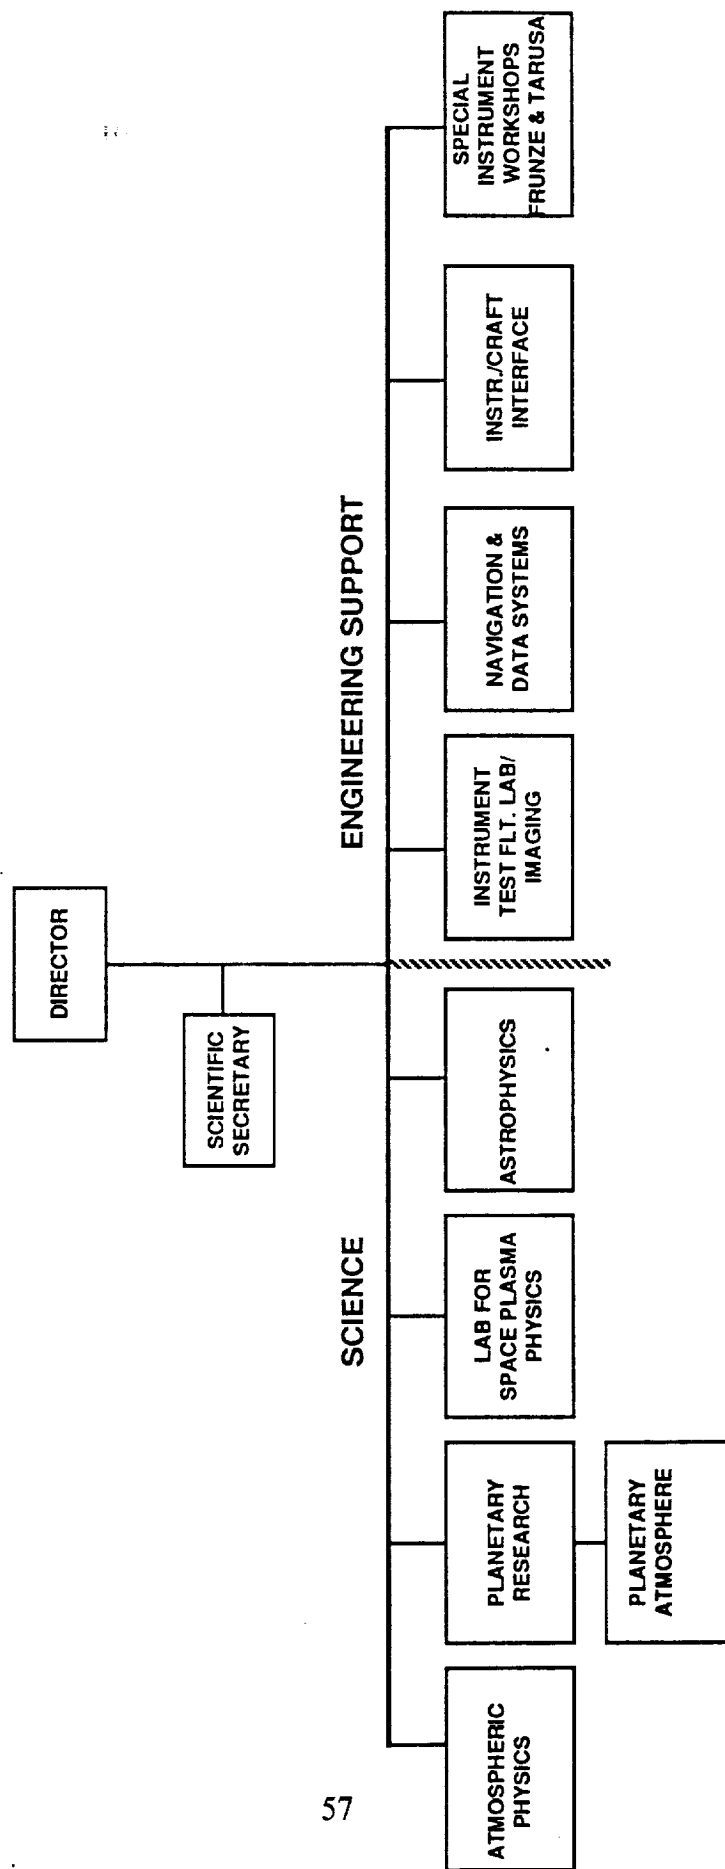 DIRECTOR
SCIENTIFIC
SECRETARY
SCIENCE
ENGINEERING SUPPORT
ATMOSPHERIC
PHYSICS
PLANETARY
RESEARCH
LAB FOR
SPACE PLASMA
PHYSICS
ASTROPHYSICS
INSTRUMENT
TEST FLT. LAB/
IMAGING
NAVIGATION &
DATA SYSTEMS
INSTR./CRAFT
INTERFACE
SPECIAL
INSTRUMENT
WORKSHOPS
FRUNZE & TARUSA
PLANETARY
ATMOSPHERE
57